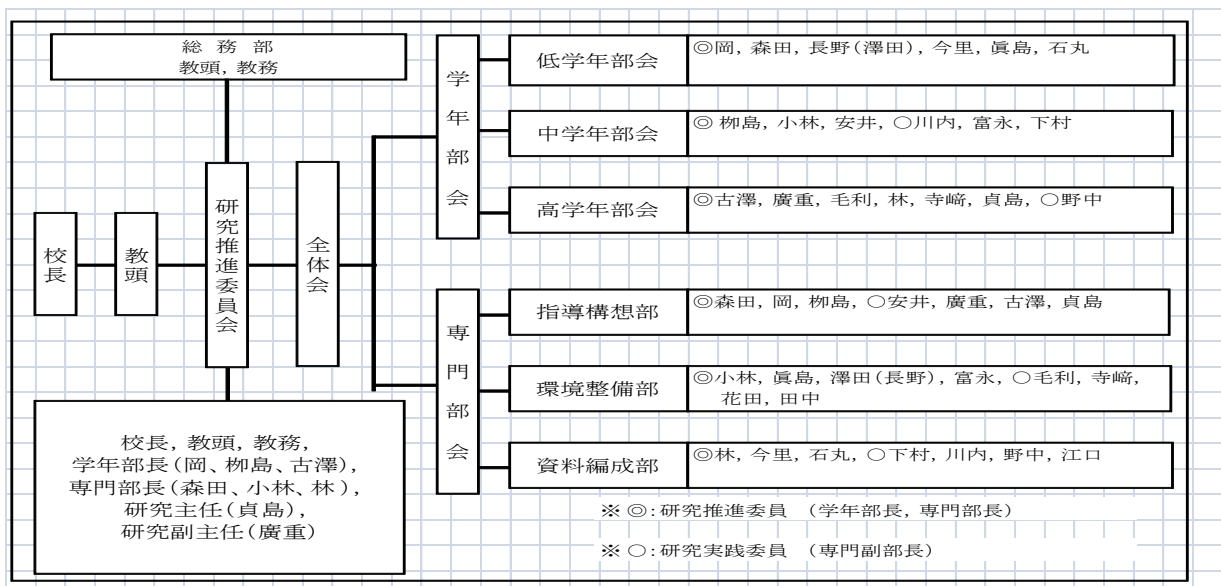 総務部
教頭, 教務
校長
教頭
研究推進委員会
全体会
校長, 教頭, 教務,
学年部長(岡、栁島、古澤),
専門部長(森田、小林、林),
研究主任(貞島),
研究副主任(廣重)
学年部会
低学年部会
◎岡, 森田, 長野(澤田), 今里, 眞島, 石丸
中学年部会
◎ 栁島, 小林, 安井, ○川内, 富永, 下村
高学年部会
◎古澤, 廣重, 毛利, 林, 寺﨑, 貞島, ○野中
専門部会
指導構想部
◎森田, 岡, 栁島, ○安井, 廣重, 古澤, 貞島
環境整備部
◎小林, 眞島, 澤田(長野), 富永, ○毛利, 寺﨑,
花田, 田中
資料編成部
◎林, 今里, 石丸, ○下村, 川内, 野中, 江口
※ ◎:研究推進委員 (学年部長, 専門部長)
※ ○:研究実践委員 (専門副部長)